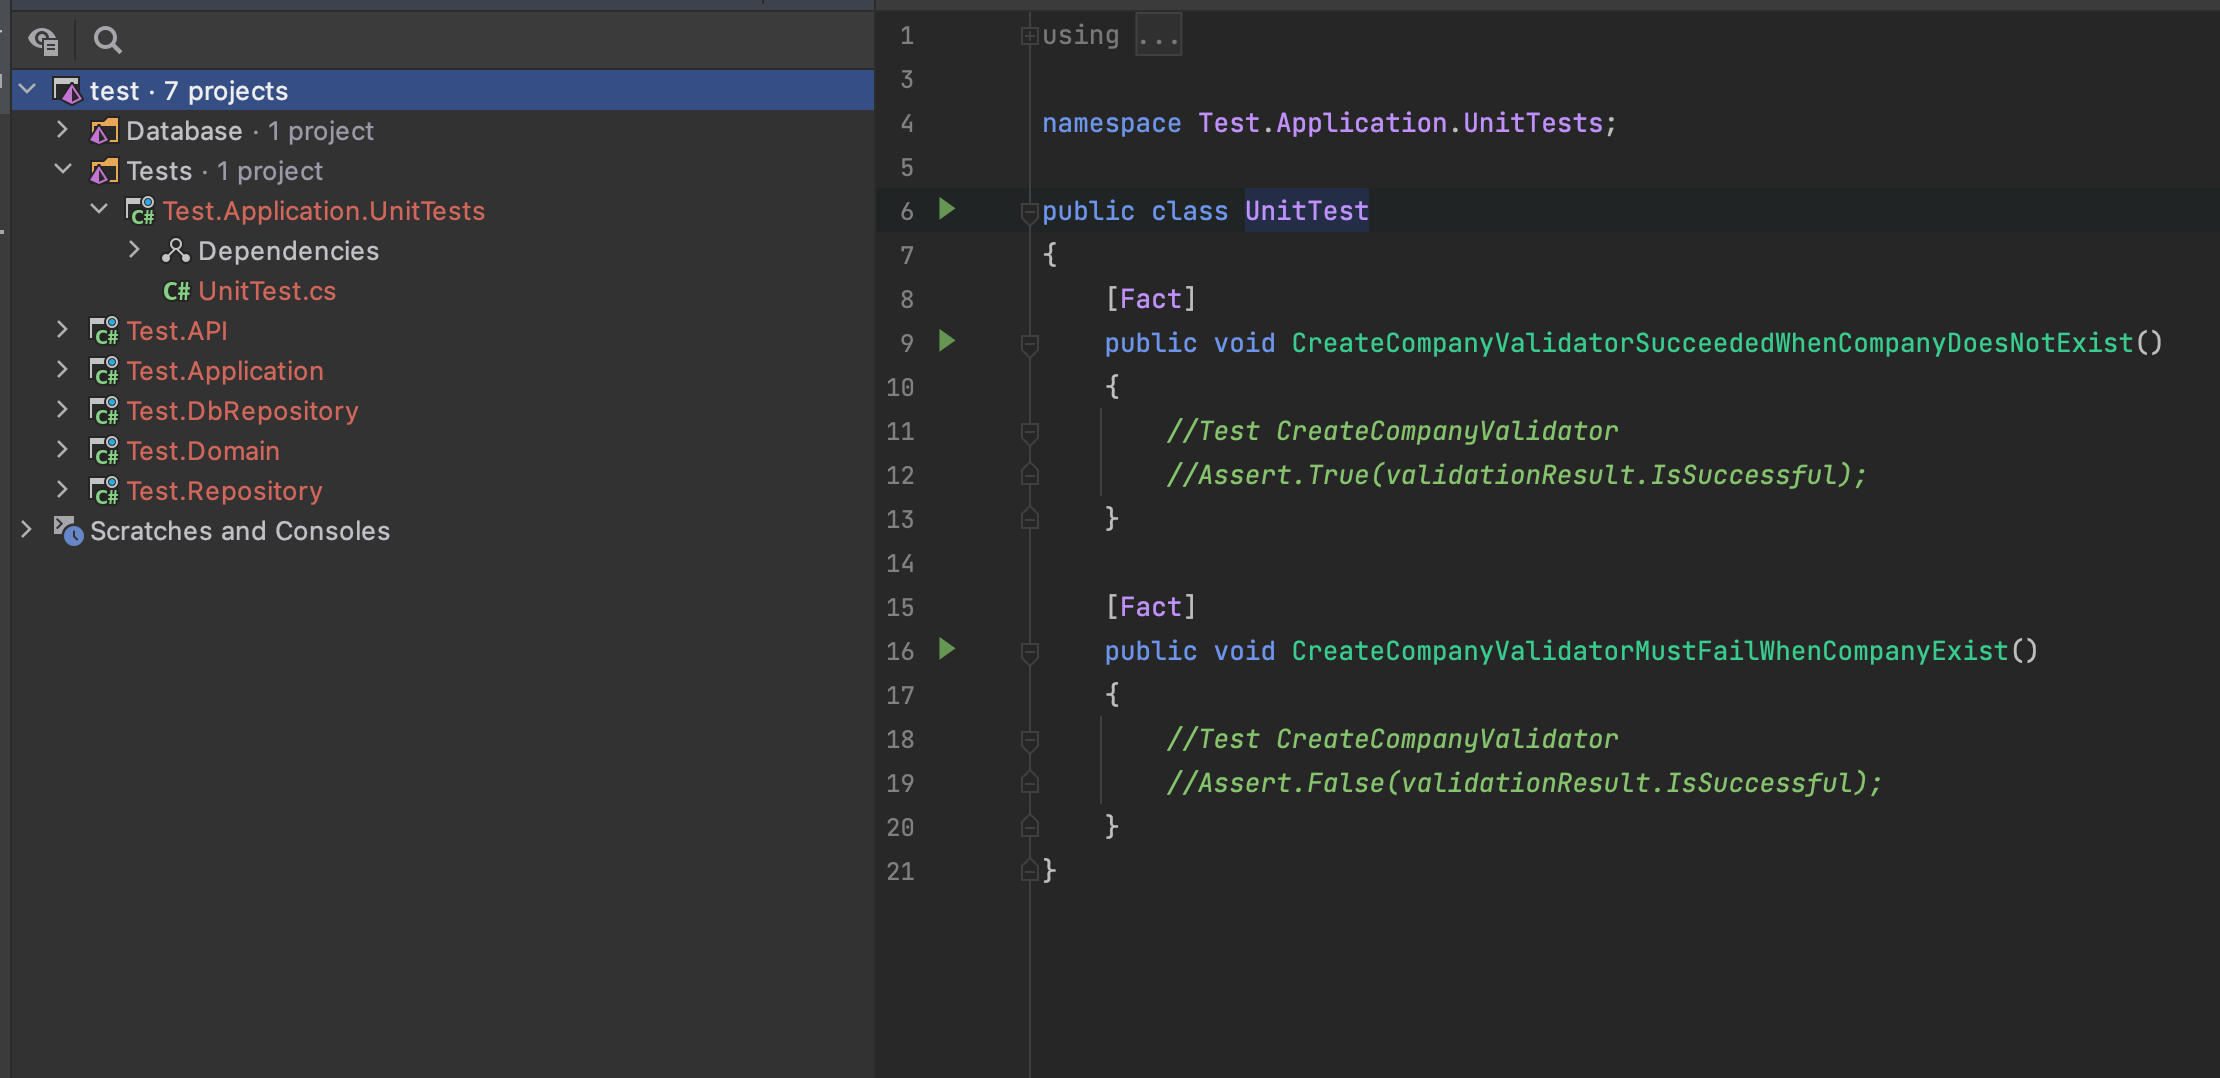 test · 7 projects
Database · 1 project
Tests · 1 project
C# Test.Application.UnitTests
Dependencies
C# UnitTest.cs
C# Test.API
C# Test.Application
C# Test.DbRepository
C# Test.Domain
C# Test.Repository
Scratches and Consoles
1 using ...
3
4 namespace Test.Application.UnitTests;
5
6 public class UnitTest
7 {
8 [Fact]
9 public void CreateCompanyValidatorSucceededWhenCompanyDoesNotExist()
10 {
11 //Test CreateCompanyValidator
12 //Assert.True(validationResult.IsSuccessful);
13 }
14
15 [Fact]
16 public void CreateCompanyValidatorMustFailWhenCompanyExist()
17 {
18 //Test CreateCompanyValidator
19 //Assert.False(validationResult.IsSuccessful);
20 }
21 }